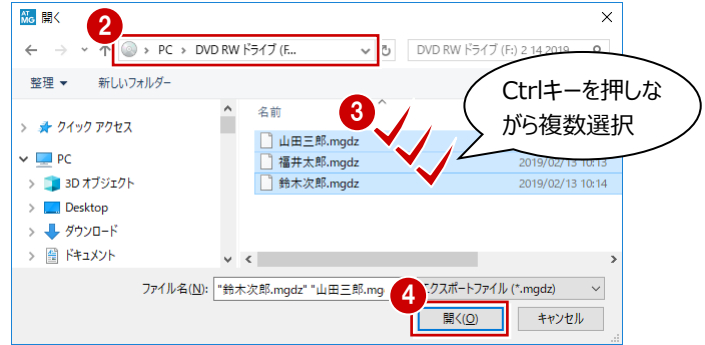 AT MG 開く
2
PC › DVD RW ドライブ (F...
DVD RW ドライブ (F:) 2 14 2019
整理 新しいフォルダー
Ctrlキーを押しな
がら複数選択
名前
3
クイック アクセス
PC
3D オブジェクト
Desktop
ダウンロード
ドキュメント
山田三郎.mgdz
福井太郎.mgdz 2019/02/13 10:13
鈴木次郎.mgdz 2019/02/13 10:14
ファイル名(N): "鈴木次郎.mgdz" "山田三郎.mg
エクスポートファイル (*.mgdz)
4
開く(O) キャンセル